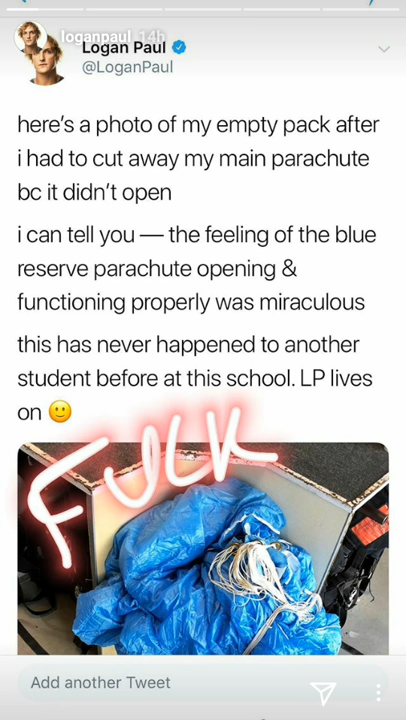 loganpaul 14h
Logan Paul
@LoganPaul
here's a photo of my empty pack after
i had to cut away my main parachute
bc it didn't open
i can tell you — the feeling of the blue
reserve parachute opening &
functioning properly was miraculous
this has never happened to another
student before at this school. LP lives
on 🙂
FUCK
Add another Tweet